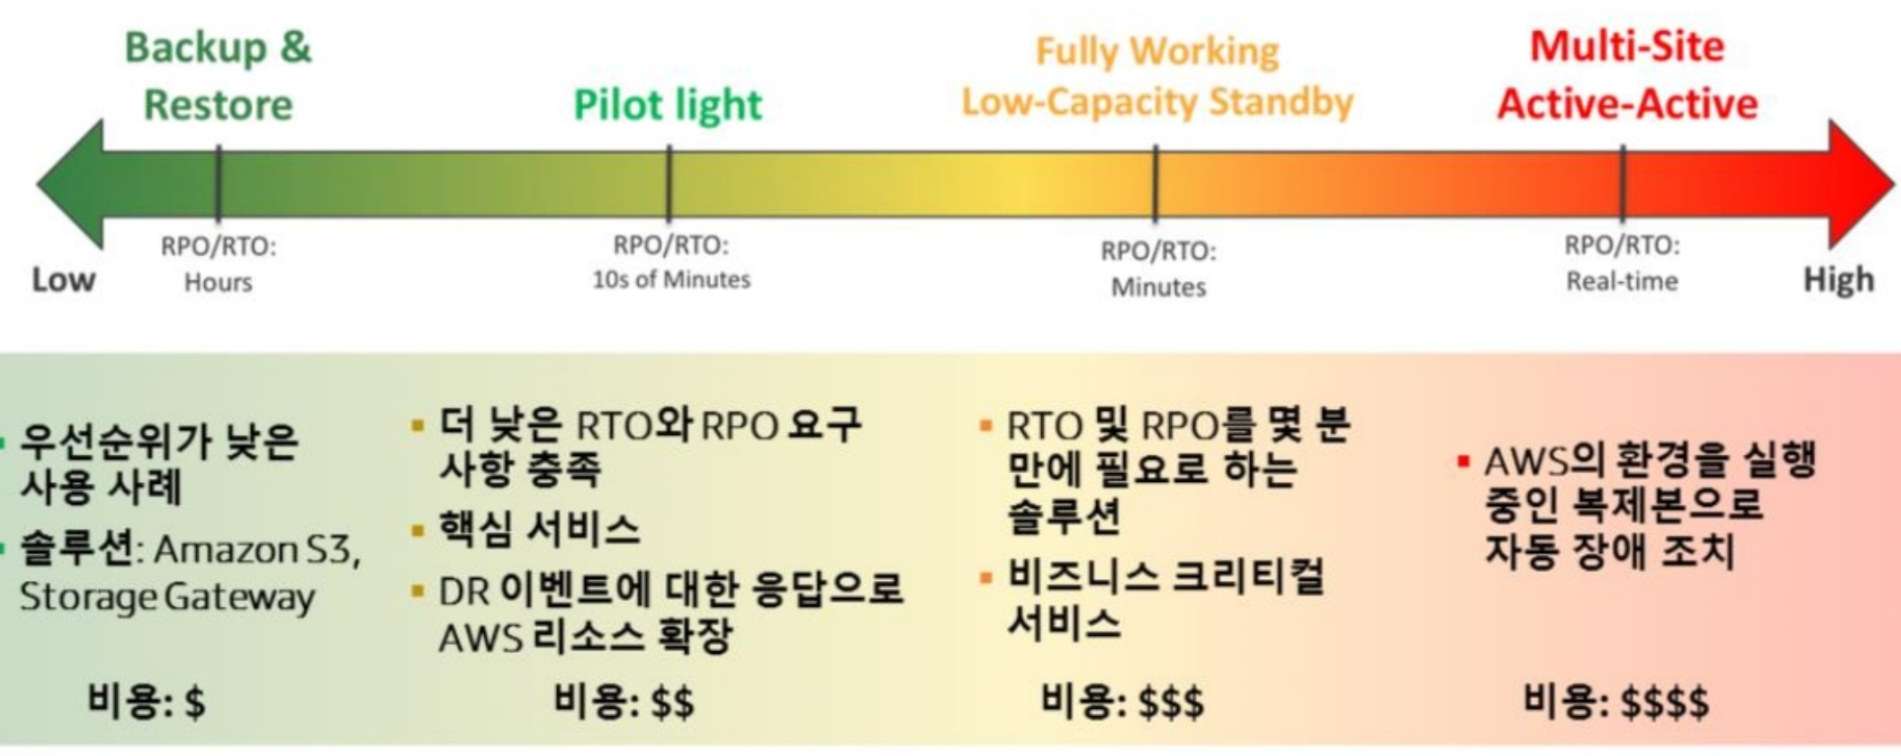 Backup &
Restore
Pilot light
Fully Working
Low-Capacity Standby
Multi-Site
Active-Active
Low
RPO/RTO:
Hours
RPO/RTO:
10s of Minutes
RPO/RTO:
Minutes
RPO/RTO:
Real-time
High
우선순위가 낮은
사용 사례
솔루션: Amazon S3,
Storage Gateway
비용: $
더 낮은 RTO와 RPO 요구
사항 충족
핵심 서비스
DR 이벤트에 대한 응답으로
AWS 리소스 확장
비용: $$
RTO 및 RPO를 몇 분
만에 필요로 하는
솔루션
비즈니스 크리티컬
서비스
비용: $$$
AWS의 환경을 실행
중인 복제본으로
자동 장애 조치
비용: $$$$